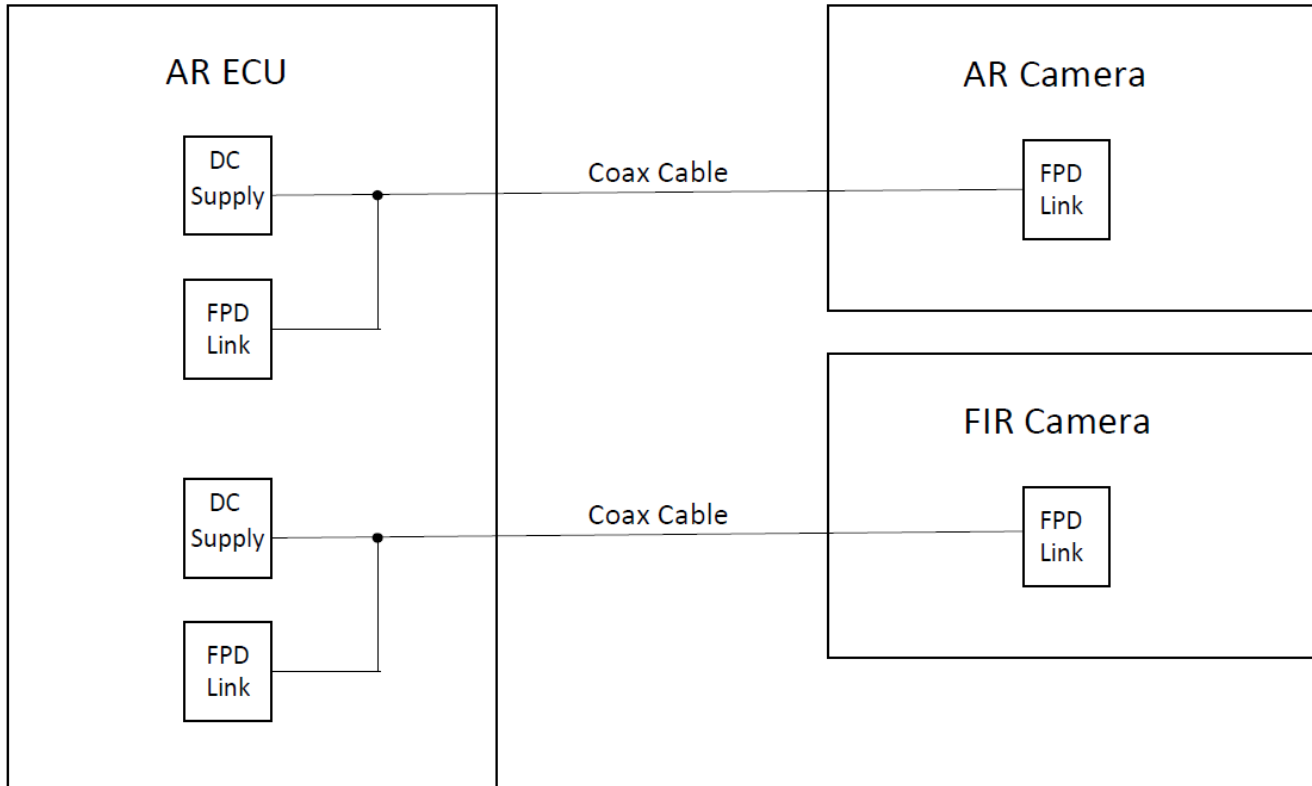 AR ECU
DC
Supply
FPD
Link
DC
Supply
FPD
Link
Coax Cable
Coax Cable
AR Camera
FPD
Link
FIR Camera
FPD
Link